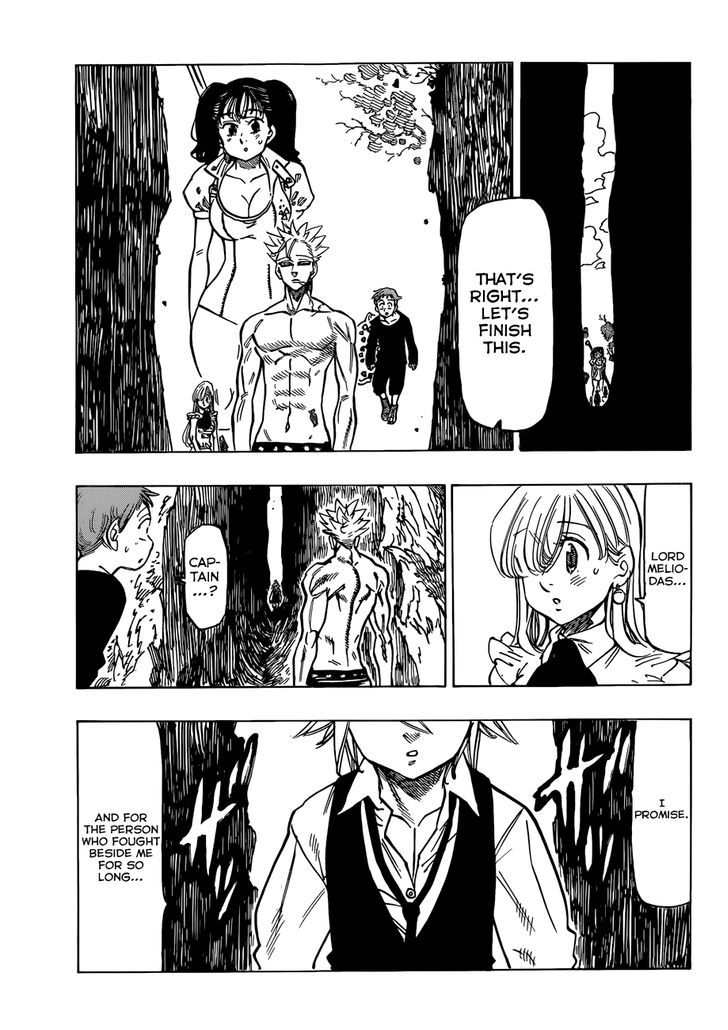 THAT'S
RIGHT...
LET'S
FINISH
THIS.
LORD
MELIO-
DAS...
CAP-
TAIN
...?
I
PROMISE.
AND FOR
THE PERSON
WHO FOUGHT
BESIDE ME
FOR SO
LONG...